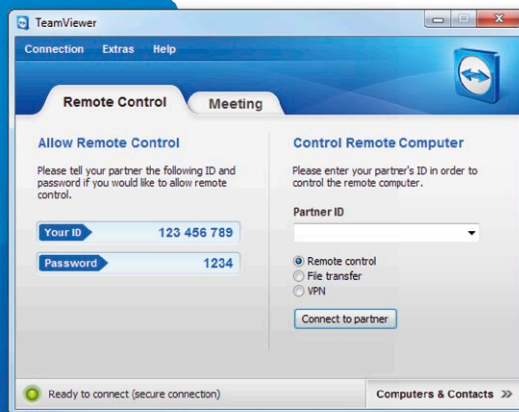 TeamViewer
Connection Extras Help
Remote Control Meeting
Allow Remote Control
Please tell your partner the following ID and
password if you would like to allow remote
control.
Your ID 123 456 789
Password 1234
Control Remote Computer
Please enter your partner's ID in order to
control the remote computer.
Partner ID
Remote control
File transfer
VPN
Connect to partner
Ready to connect (secure connection)
Computers & Contacts >>